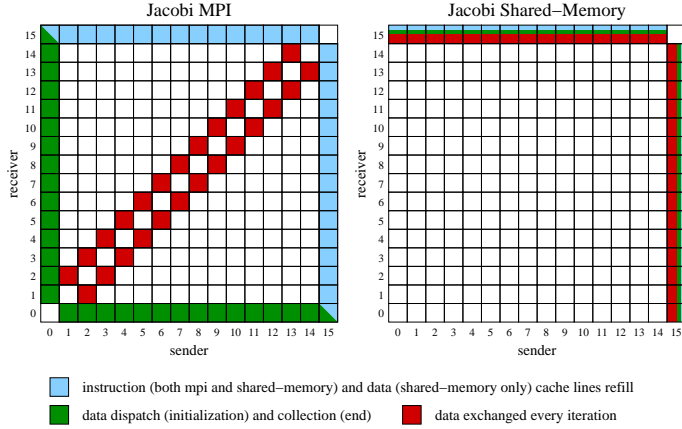 Jacobi MPI
Jacobi Shared−Memory
receiver
15
14
13
12
11
10
9
8
7
6
5
4
3
2
1
0
0 1 2 3 4 5 6 7 8 9 10 11 12 13 14 15
sender
receiver
15
14
13
12
11
10
9
8
7
6
5
4
3
2
1
0
0 1 2 3 4 5 6 7 8 9 10 11 12 13 14 15
sender
instruction (both mpi and shared−memory) and data (shared−memory only) cache lines refill
data dispatch (initialization) and collection (end)
data exchanged every iteration